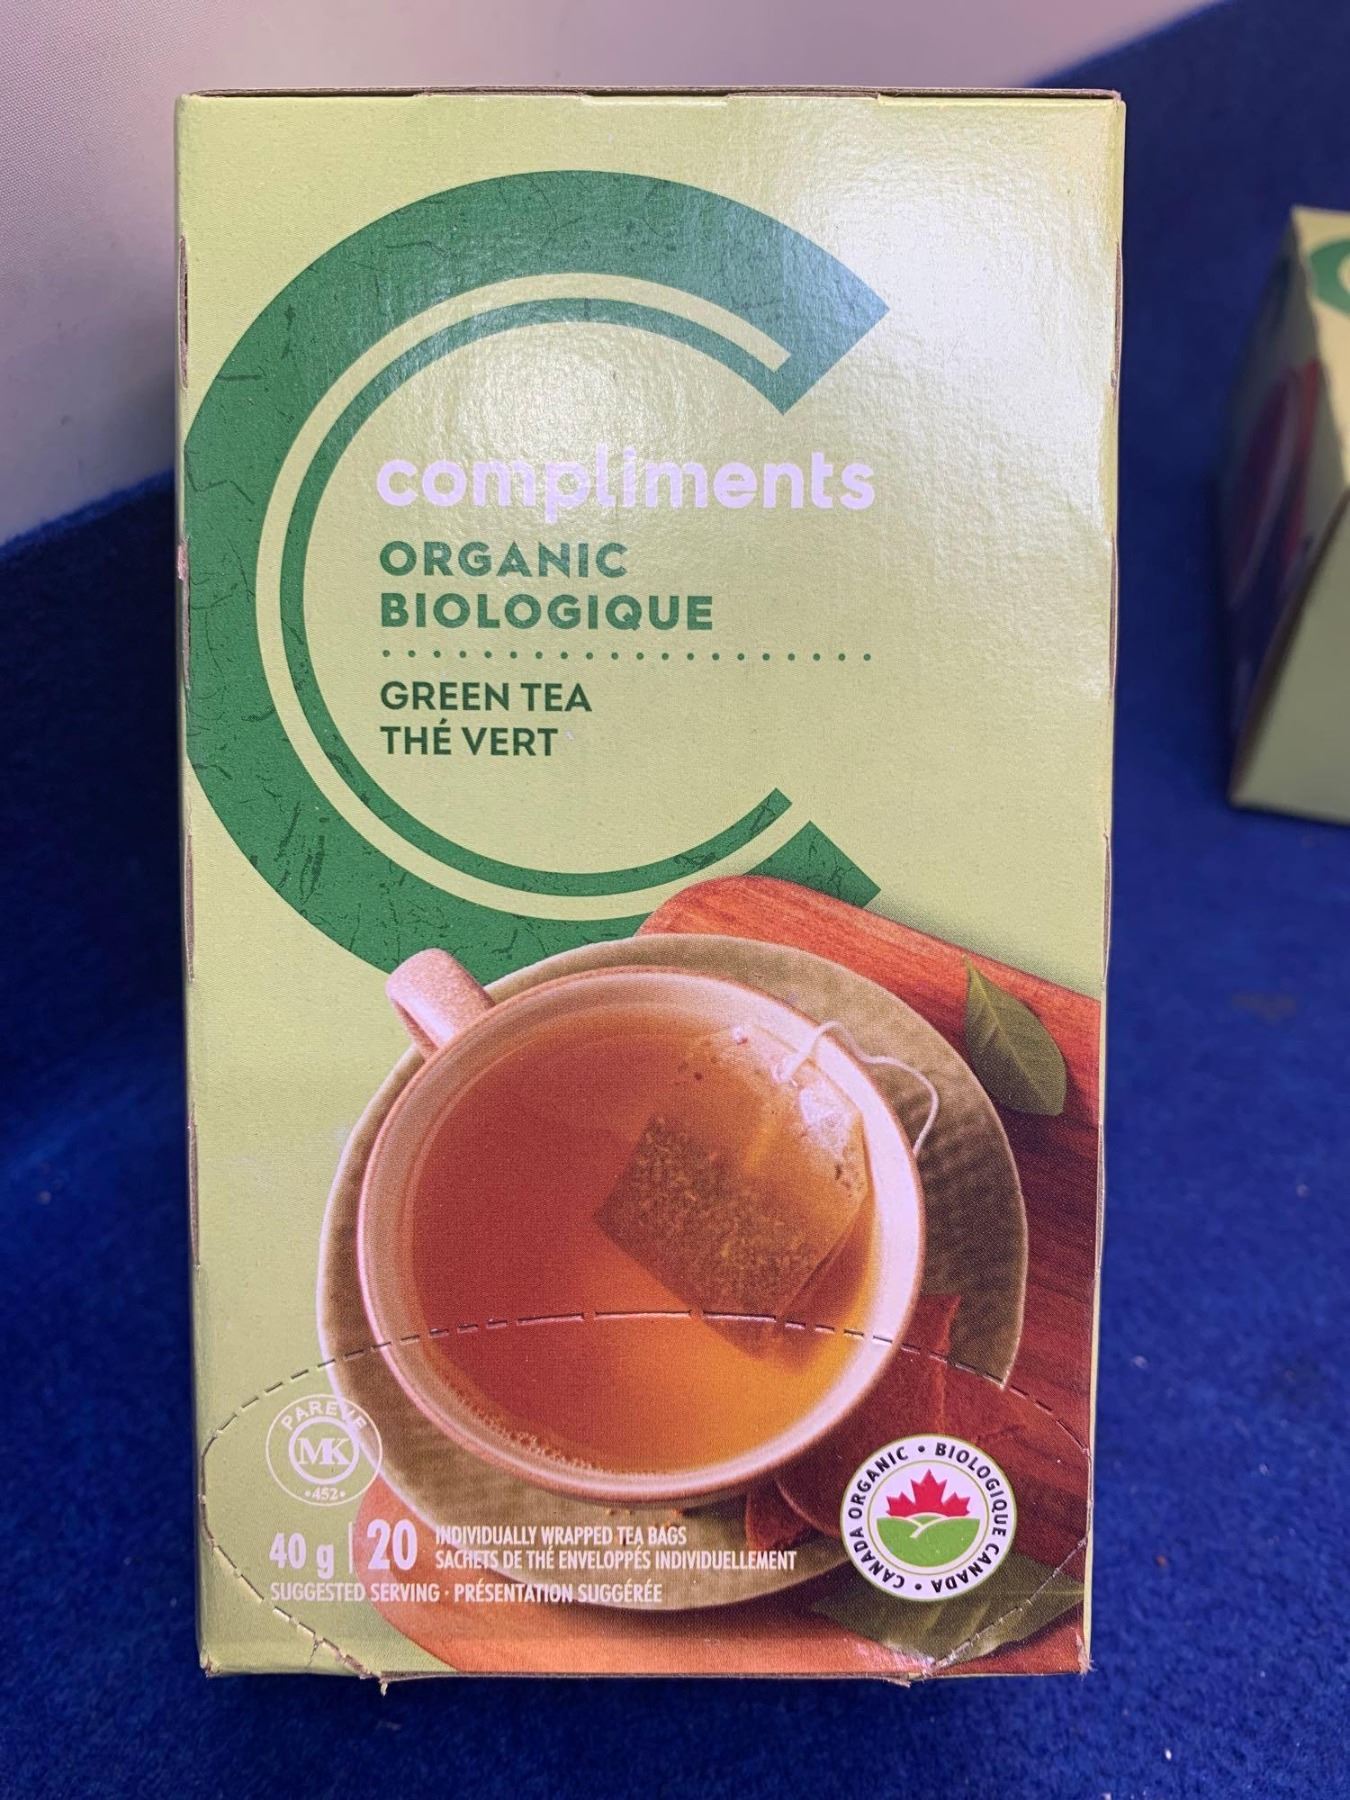 compliments
ORGANIC
BIOLOGIQUE
GREEN TEA
THÉ VERT
PAREVE
MK
•452•
40 g | 20
INDIVIDUALLY WRAPPED TEA BAGS
SACHETS DE THÉ ENVELOPPÉS INDIVIDUELLEMENT
SUGGESTED SERVING · PRÉSENTATION SUGGÉRÉE
CANADA ORGANIC • BIOLOGIQUE CANADA •